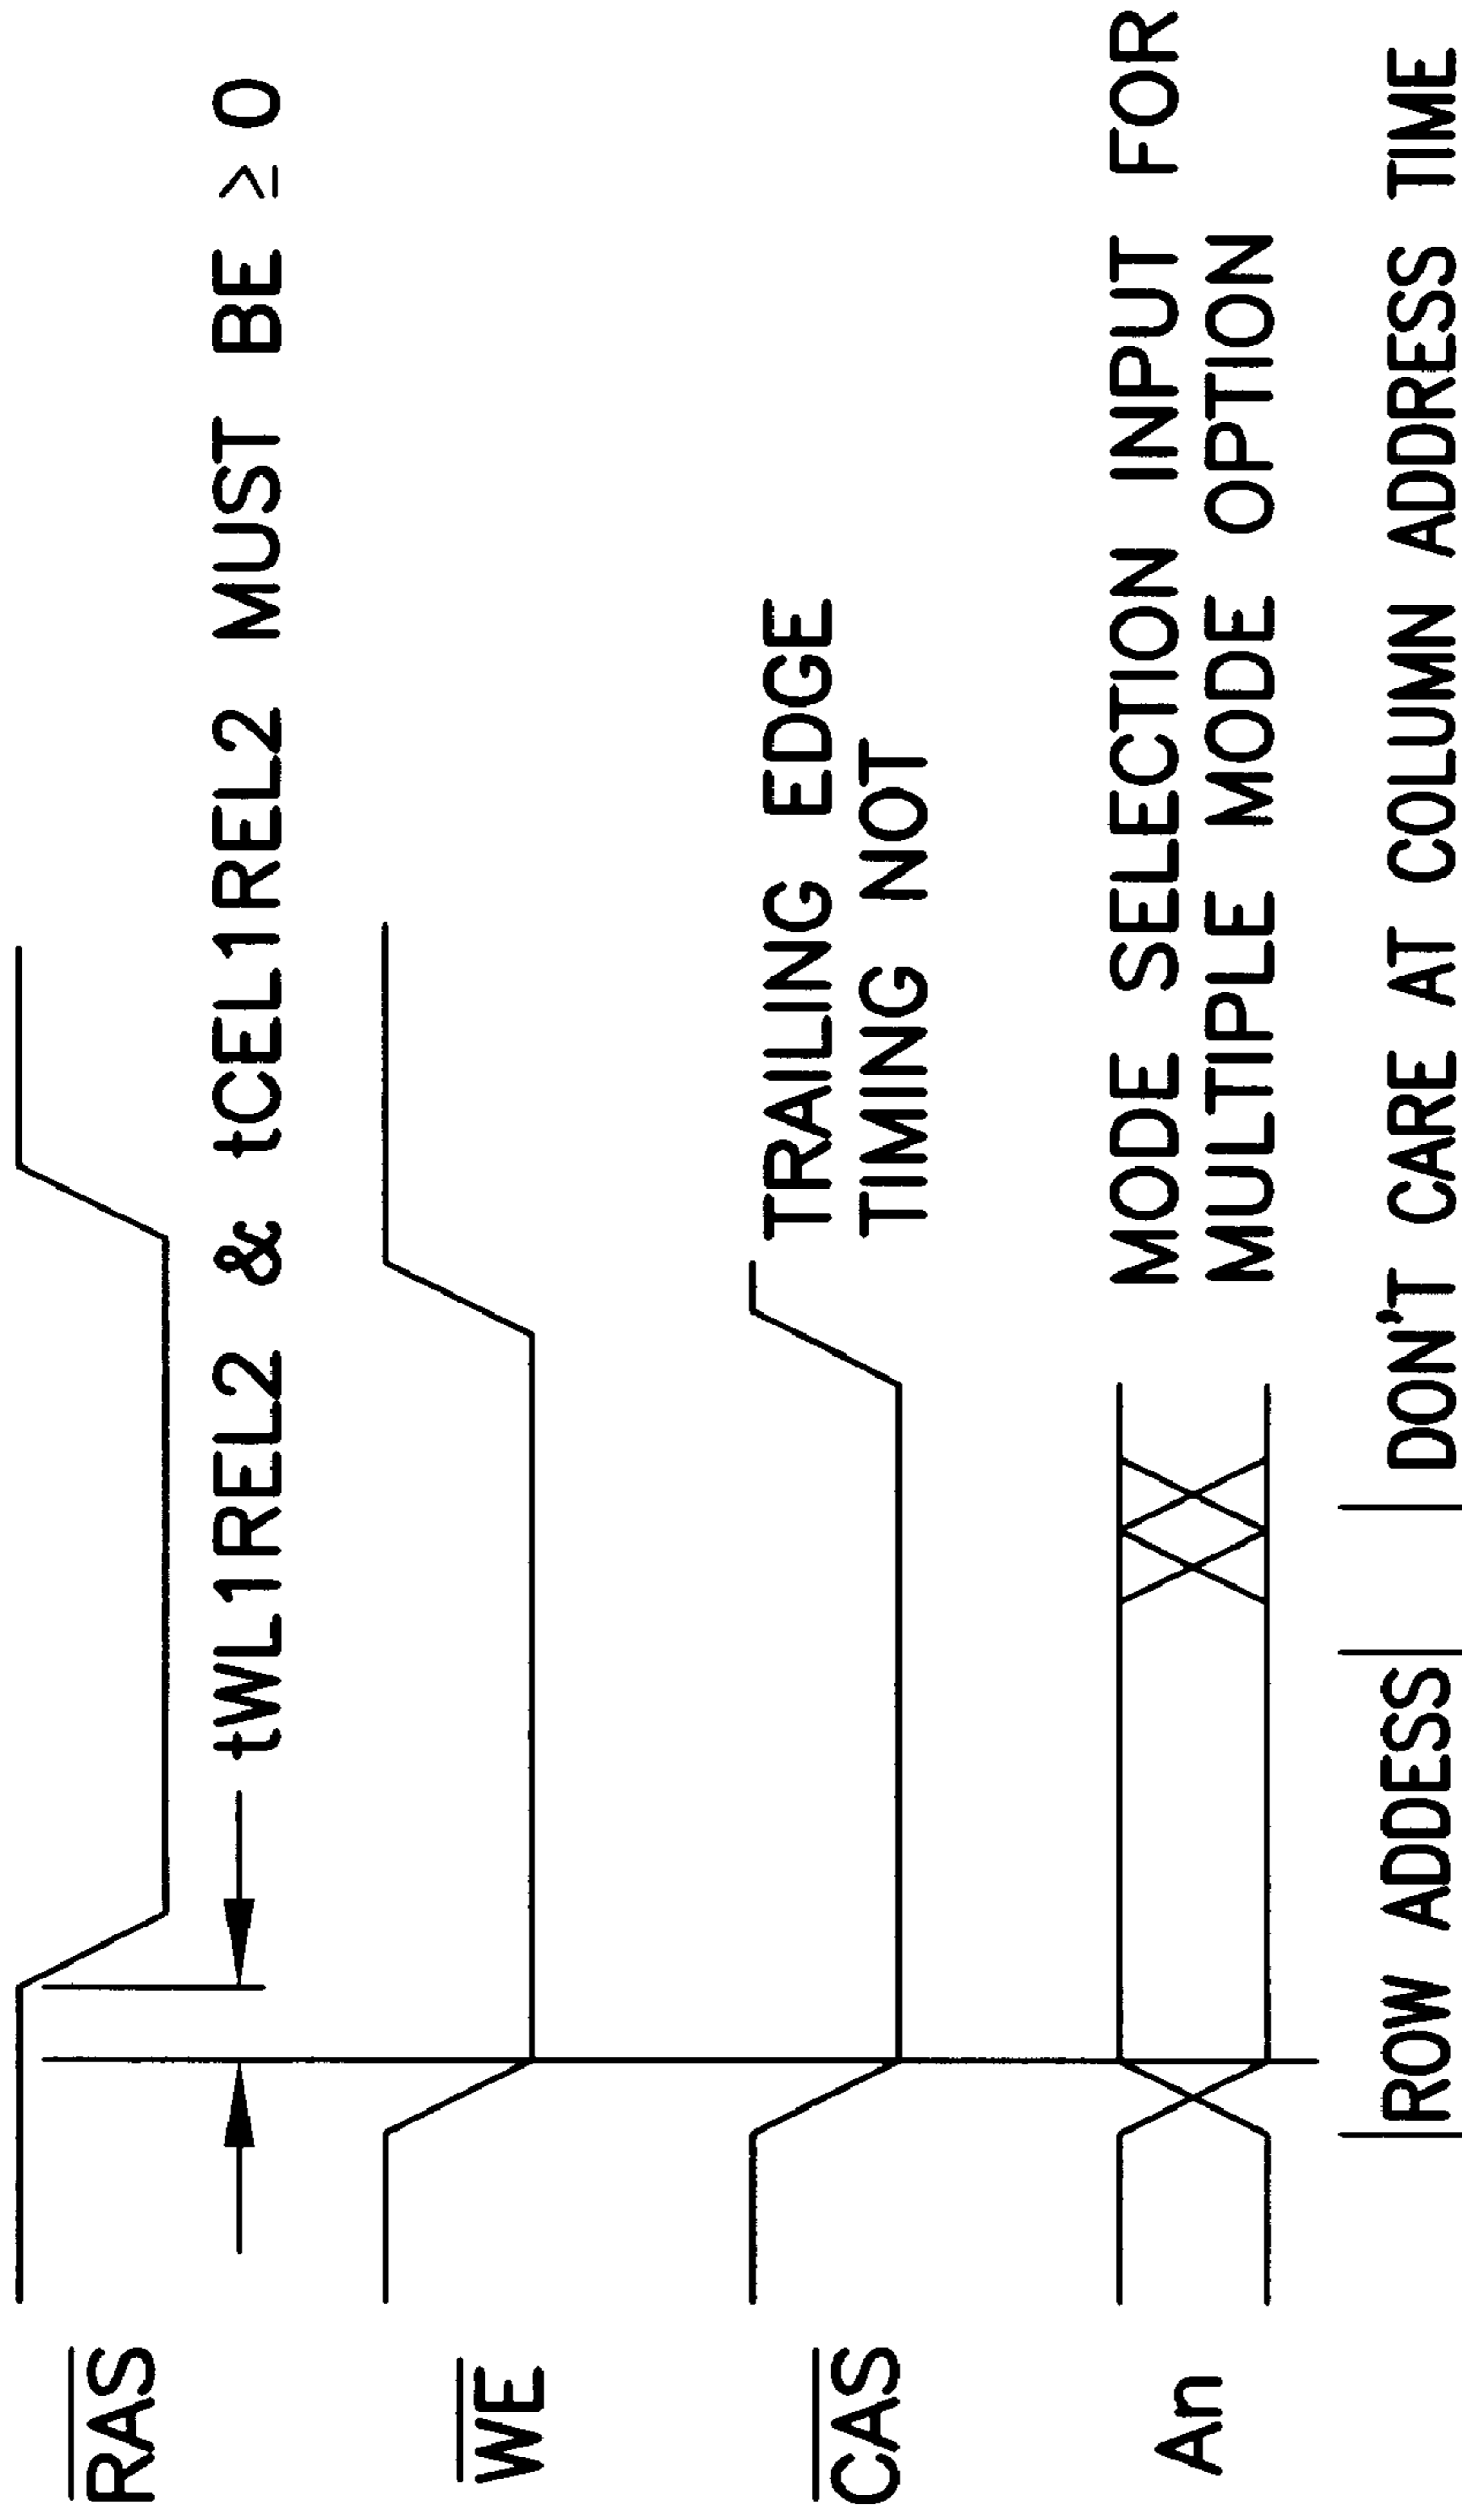 RAS
tWL1REL2 & tCEL1REL2 MUST BE ≥ 0
WE
TRAILING EDGE
TIMING NOT
CAS
MODE SELECTION INPUT FOR
MULTIPLE MODE OPTION
An
ROW ADDESS
DON'T CARE AT COLUMN ADDRESS TIME